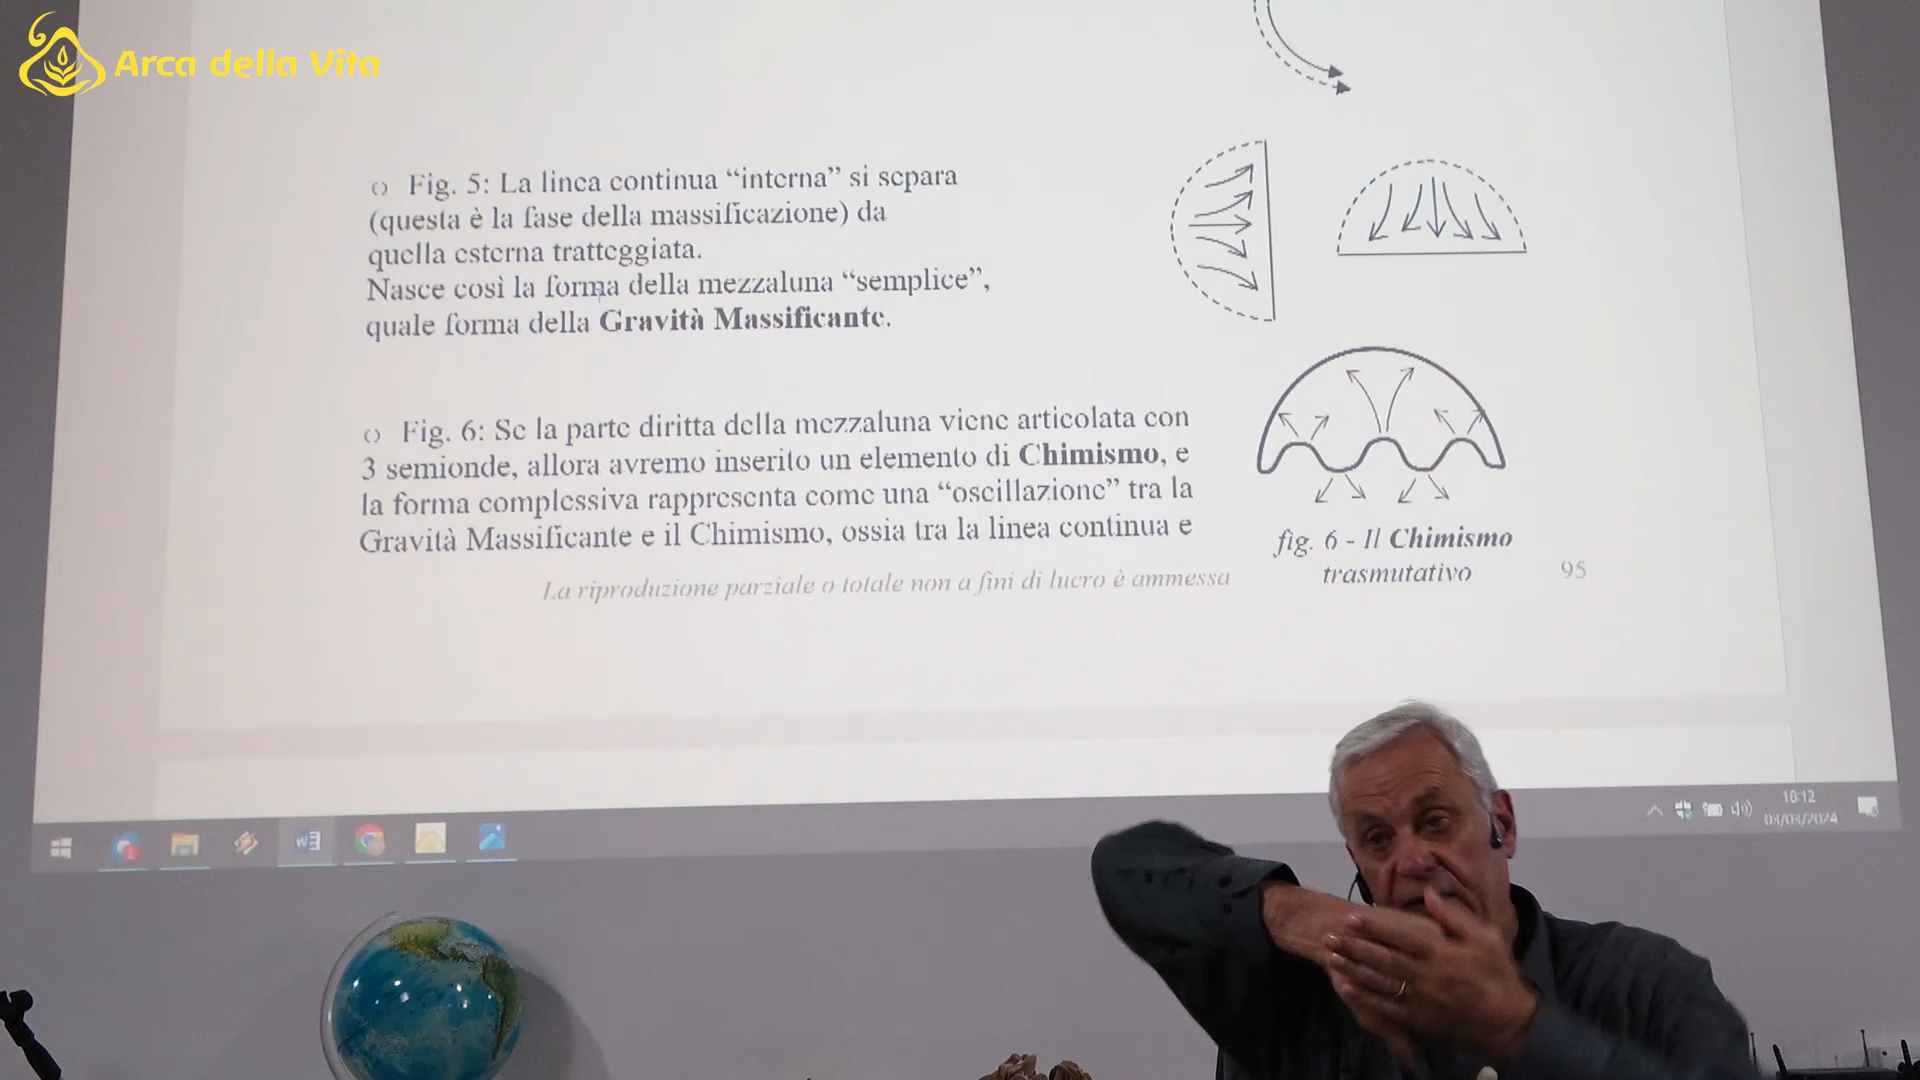 Arca della Vita
Fig. 5: La linea continua “interna” si separa
(questa è la fase della massificazione) da
quella esterna tratteggiata.
Nasce così la forma della mezzaluna “semplice”,
quale forma della Gravità Massificante.
Fig. 6: Se la parte diritta della mezzaluna viene articolata con
3 semionde, allora avremo inserito un elemento di Chimismo, e
la forma complessiva rappresenta come una “oscillazione” tra la
Gravità Massificante e il Chimismo, ossia tra la linea continua e
fig. 6 - Il Chimismo
trasmutativo
La riproduzione parziale o totale non a fini di lucro è ammessa
95